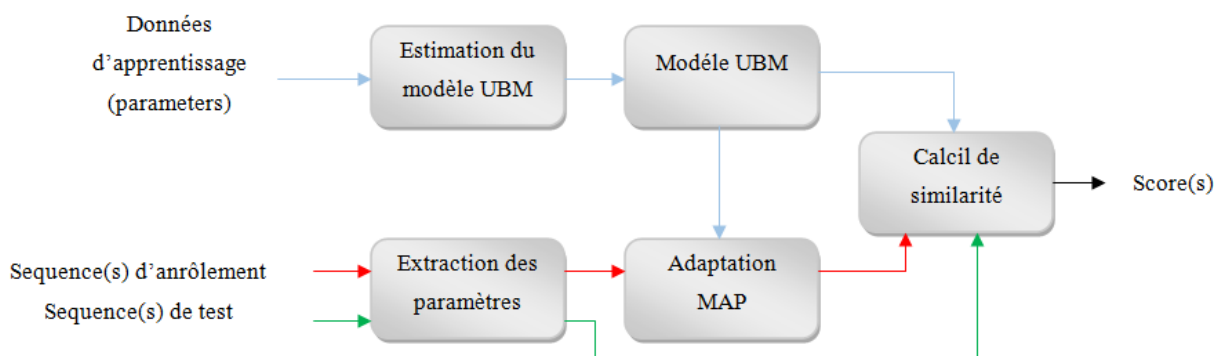 Données
d'apprentissage
(parameters)
Estimation du
modèle UBM
Modéle UBM
Calcil de
similarité
Score(s)
Sequence(s) d'anrôlement
Sequence(s) de test
Extraction des
paramètres
Adaptation
MAP